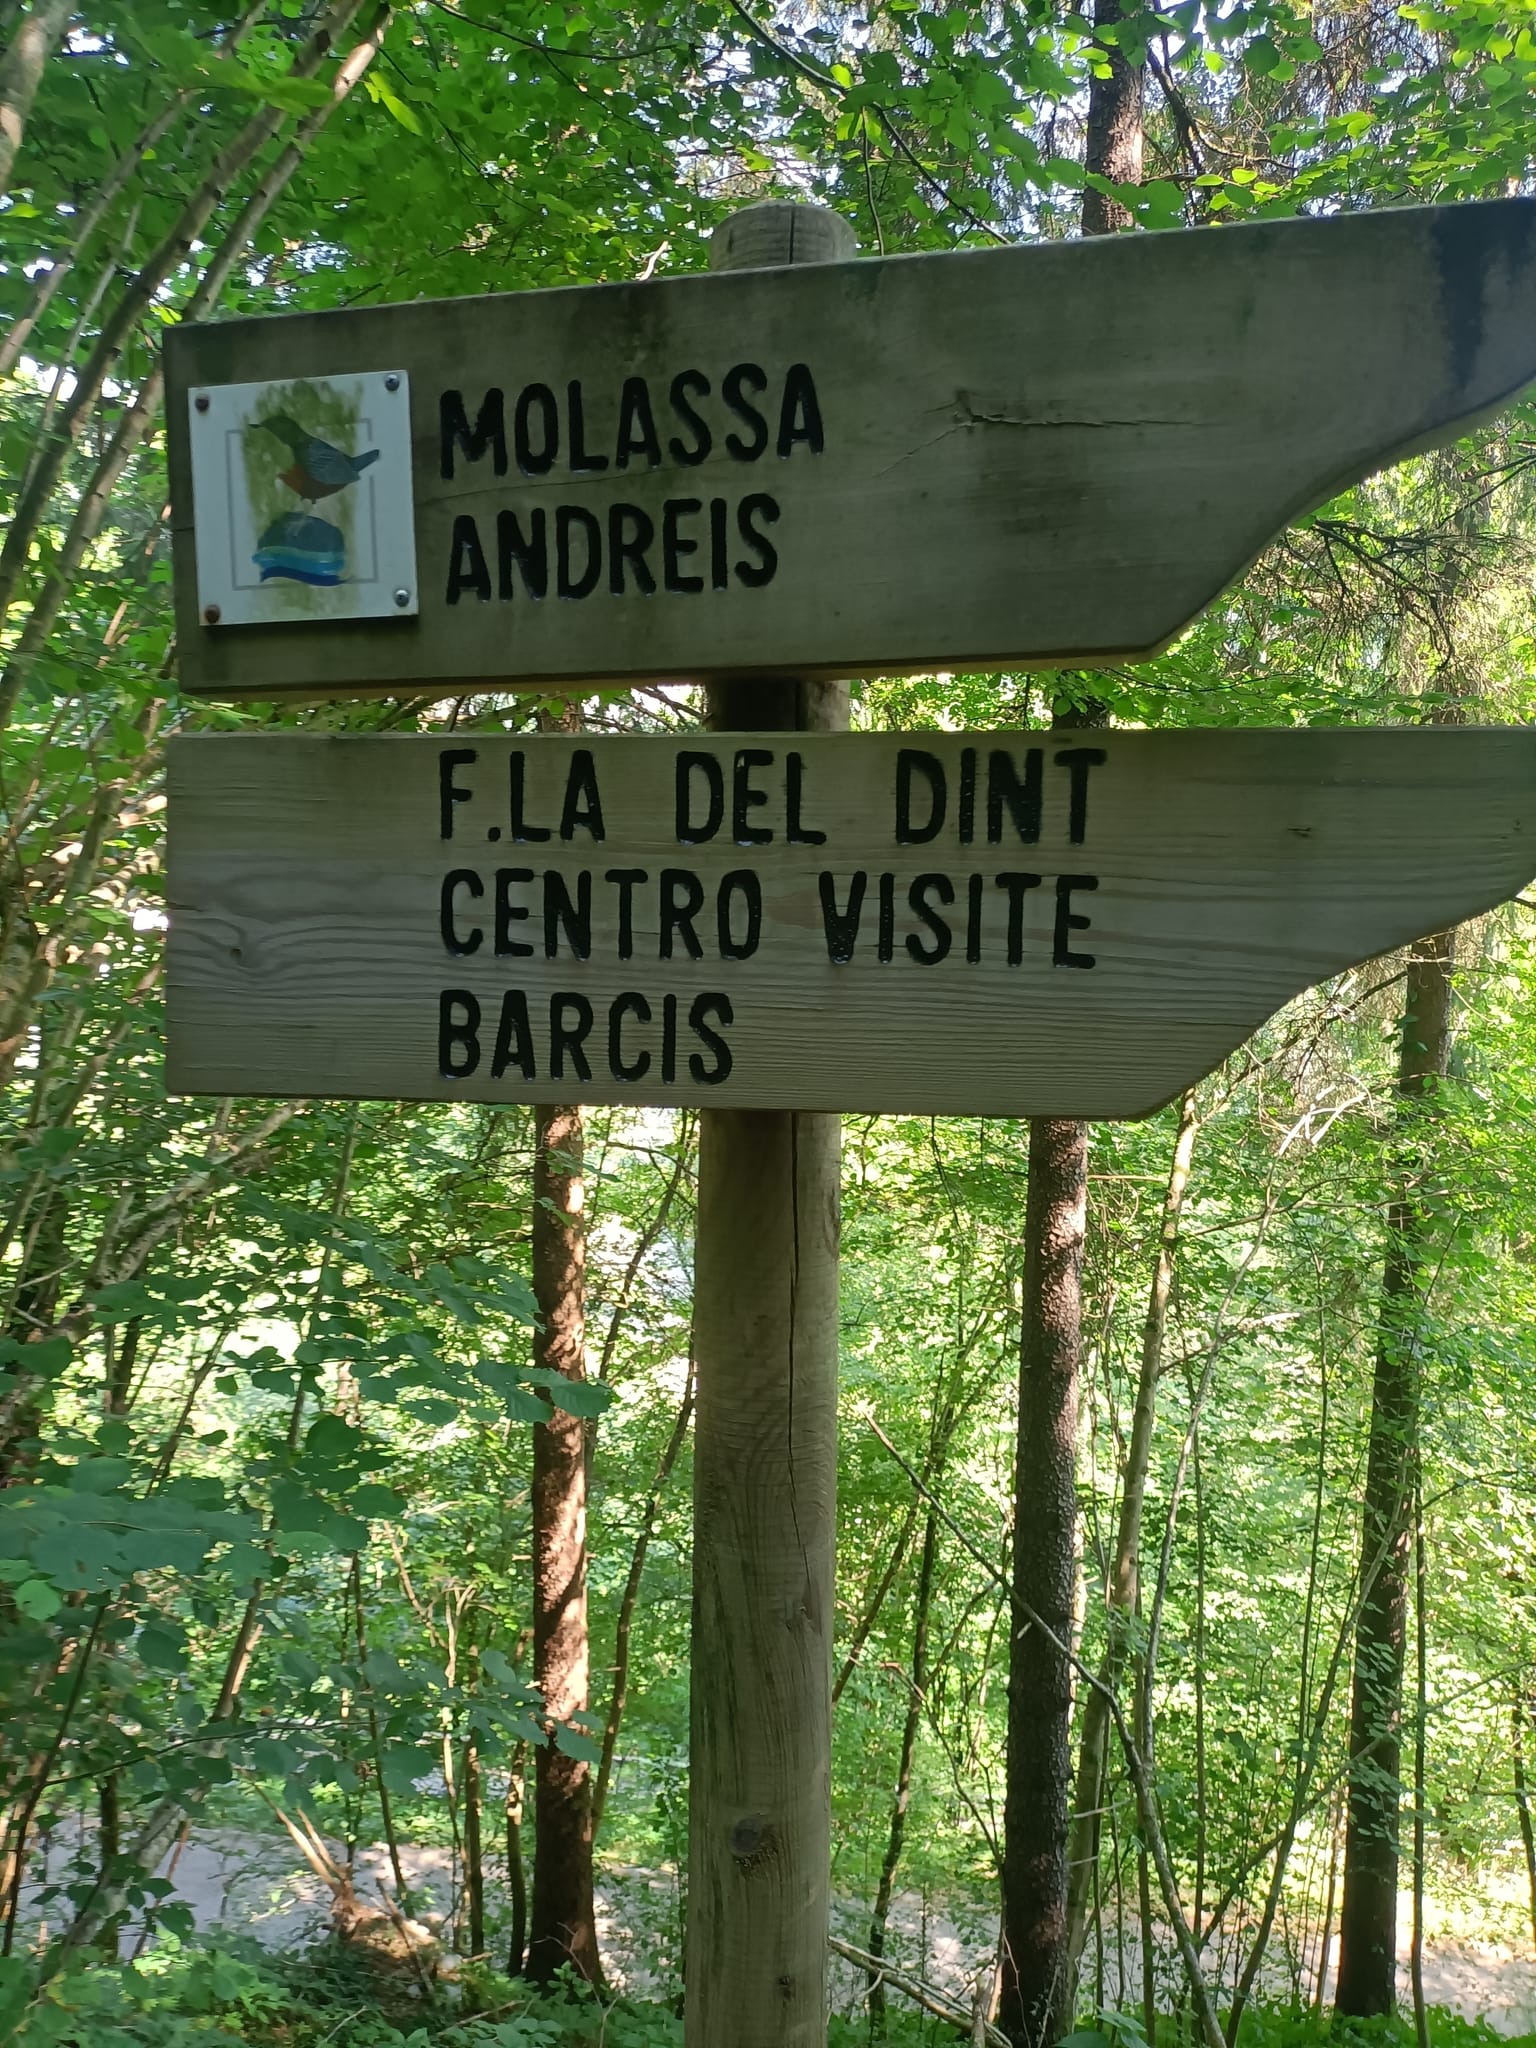 MOLASSA
ANDREIS
F.LA DEL DINT
CENTRO VISITE
BARCIS